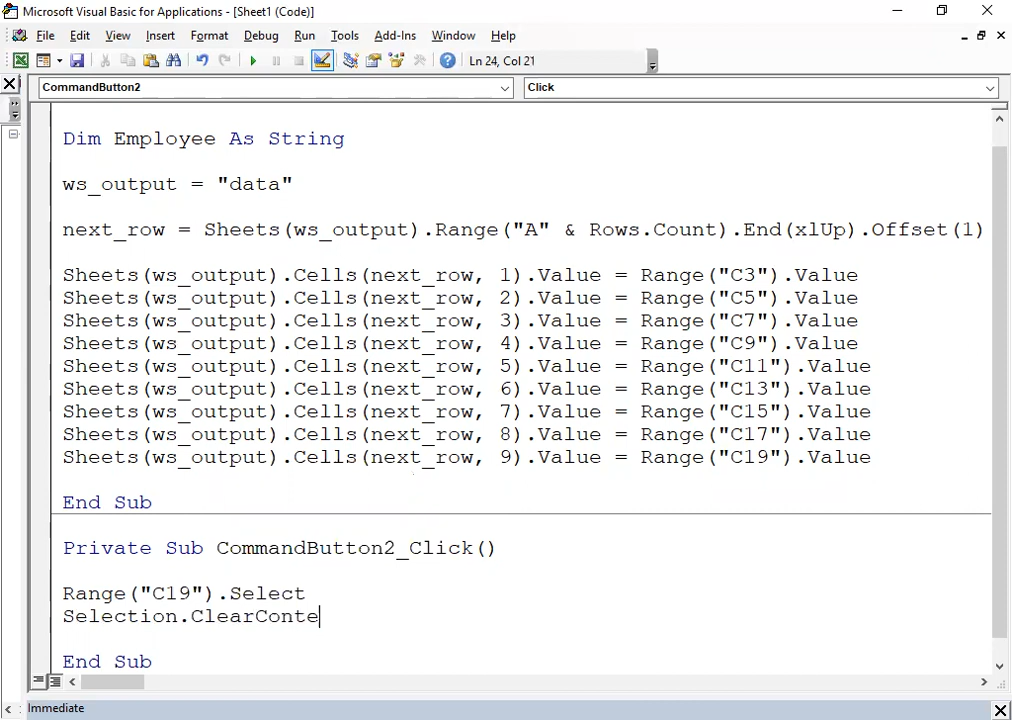 Microsoft Visual Basic for Applications - [Sheet1 (Code)]
File Edit View Insert Format Debug Run Tools Add-Ins Window Help
Ln 24, Col 21
CommandButton2 Click
Dim Employee As String
ws_output = "data"
next_row = Sheets(ws_output).Range("A" & Rows.Count).End(xlUp).Offset(1)
Sheets(ws_output).Cells(next_row, 1).Value = Range("C3").Value
Sheets(ws_output).Cells(next_row, 2).Value = Range("C5").Value
Sheets(ws_output).Cells(next_row, 3).Value = Range("C7").Value
Sheets(ws_output).Cells(next_row, 4).Value = Range("C9").Value
Sheets(ws_output).Cells(next_row, 5).Value = Range("C11").Value
Sheets(ws_output).Cells(next_row, 6).Value = Range("C13").Value
Sheets(ws_output).Cells(next_row, 7).Value = Range("C15").Value
Sheets(ws_output).Cells(next_row, 8).Value = Range("C17").Value
Sheets(ws_output).Cells(next_row, 9).Value = Range("C19").Value
End Sub
Private Sub CommandButton2_Click()
Range("C19").Select
Selection.ClearConte
End Sub
Immediate